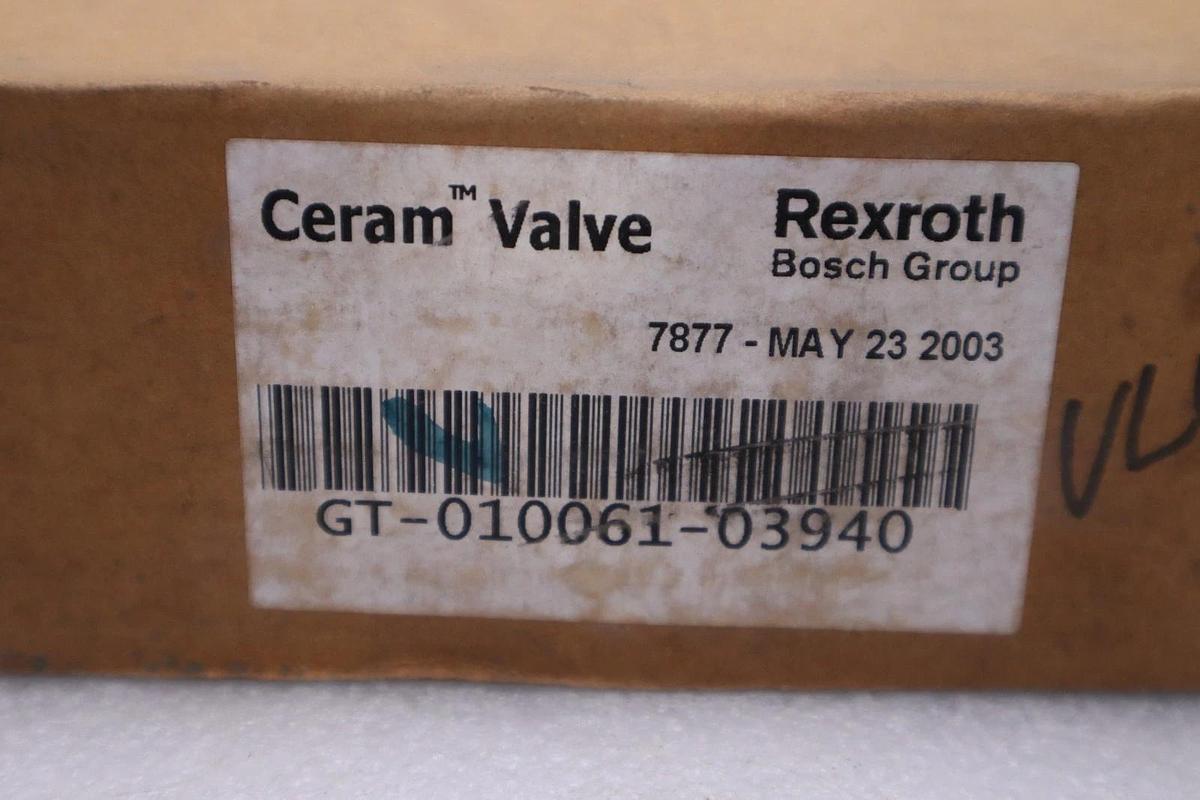 Ceram™ Valve
Rexroth
Bosch Group
7877 - MAY 23 2003
GT-010061-03940